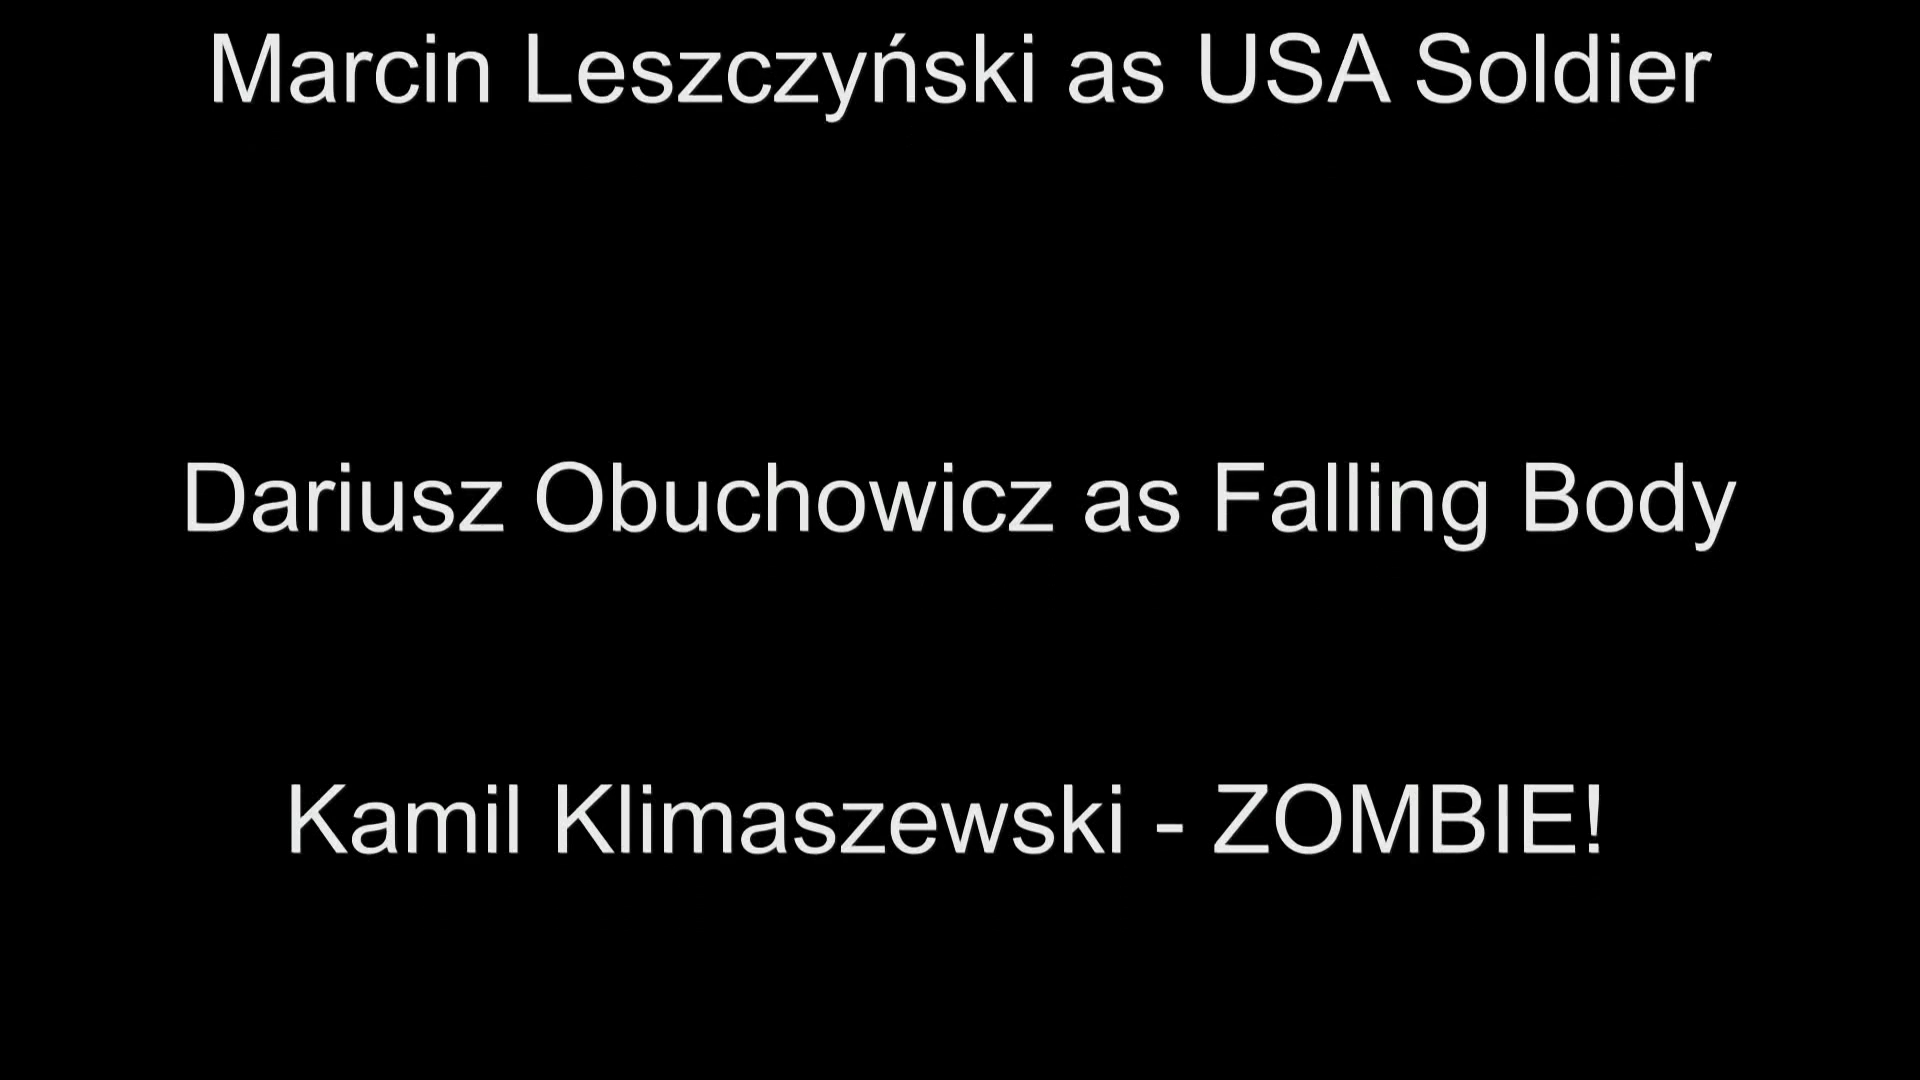 Marcin Leszczyński as USA Soldier
Dariusz Obuchowicz as Falling Body
Kamil Klimaszewski - ZOMBIE!